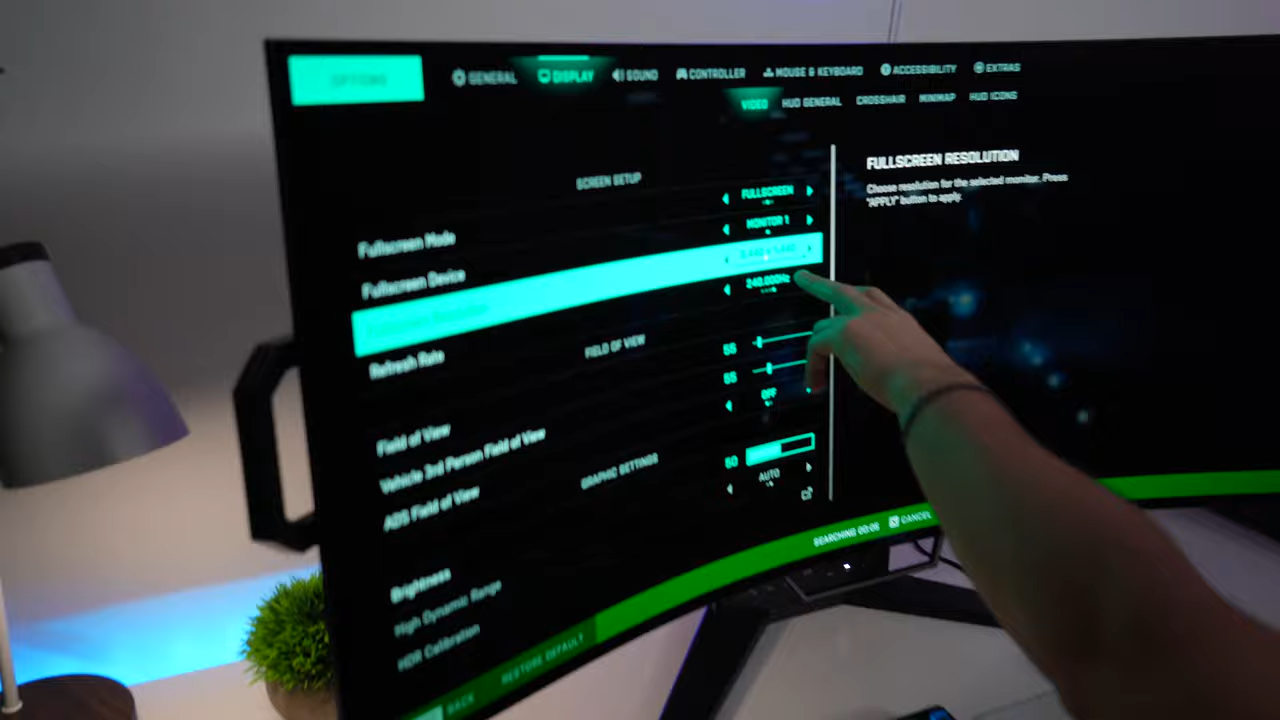 OPTIONS
GENERAL DISPLAY SOUND CONTROLLER MOUSE & KEYBOARD ACCESSIBILITY EXTRAS
VIDEO HUD GENERAL CROSSHAIR MINIMAP HUD ICONS
SCREEN SETUP
Fullscreen Mode FULLSCREEN
Fullscreen Device MONITOR 1
Refresh Rate 240.000Hz
FIELD OF VIEW
Field of View 55
Vehicle 3rd Person Field of View 55
ADS Field of View OFF
GRAPHIC SETTINGS
Brightness 50
High Dynamic Range AUTO
HDR Calibration
FULLSCREEN RESOLUTION
Choose resolution for the selected monitor. Press
"APPLY" button to apply.
SEARCHING 00:06 CANCEL
BACK RESTORE DEFAULT